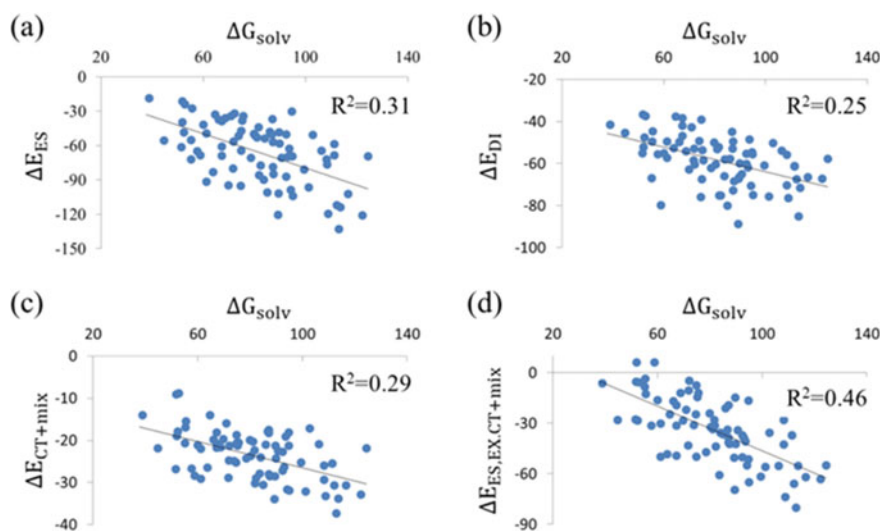 (a)
ΔG_solv
20 60 100 140
0
-30
-60
-90
-120
-150
ΔE_ES
R²=0.31
(b)
ΔG_solv
20 60 100 140
-20
-40
-60
-80
-100
ΔE_DI
R²=0.25
(c)
ΔG_solv
20 60 100 140
0
-10
-20
-30
-40
ΔE_CT+mix
R²=0.29
(d)
ΔG_solv
20 60 100 140
0
-30
-60
-90
ΔE_ES,EX.CT+mix
R²=0.46